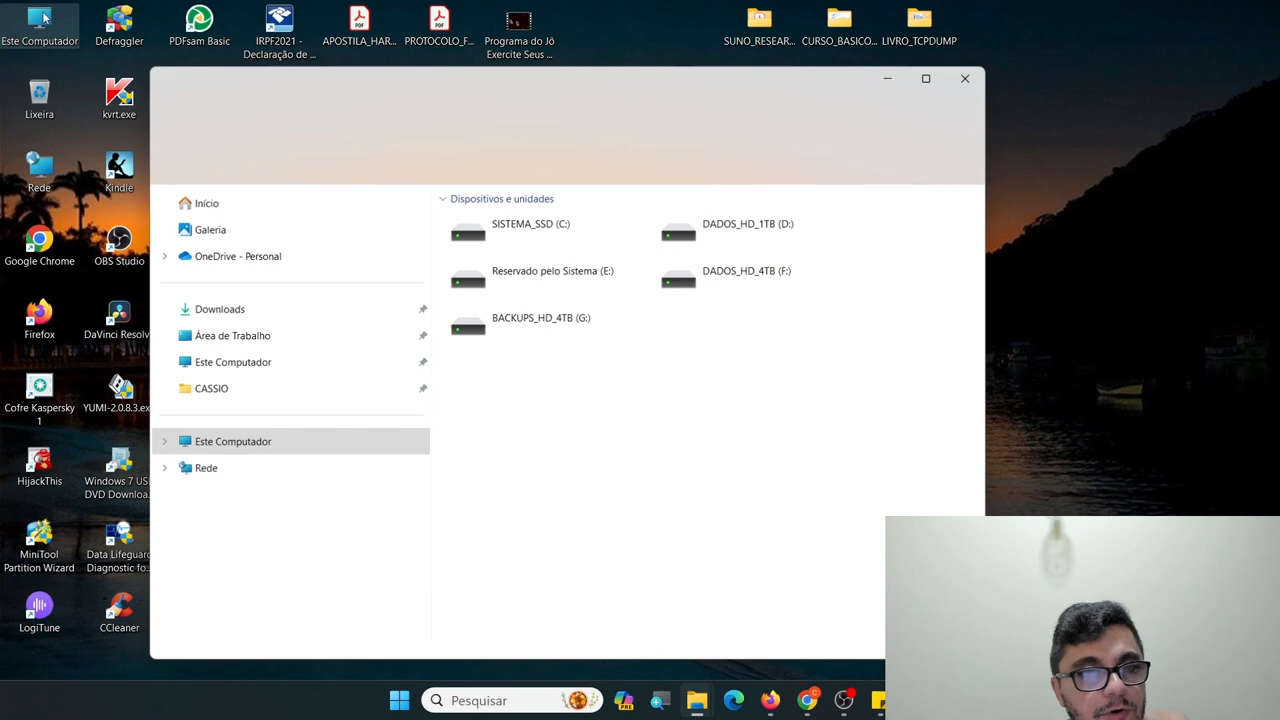 Este Computador
Defraggler
PDFsam Basic
IRPF2021 -
Declaração de ...
APOSTILA_HAR...
PROTOCOLO_F...
Programa do Jô
Exercite Seus ...
SUNO_RESEAR...
CURSO_BASICO...
LIVRO_TCPDUMP
Lixeira
kvrt.exe
Rede
Kindle
Google Chrome
OBS Studio
Firefox
DaVinci Resolv
Cofre Kaspersky
1
YUMI-2.0.8.3.ex
HijackThis
Windows 7 US
DVD Downloa...
MiniTool
Partition Wizard
Data Lifeguar
Diagnostic fo...
LogiTune
CCleaner
Início
Galeria
OneDrive - Personal
Downloads
Área de Trabalho
Este Computador
CASSIO
Este Computador
Rede
Dispositivos e unidades
SISTEMA_SSD (C:)
DADOS_HD_1TB (D:)
Reservado pelo Sistema (E:)
DADOS_HD_4TB (F:)
BACKUPS_HD_4TB (G:)
Pesquisar